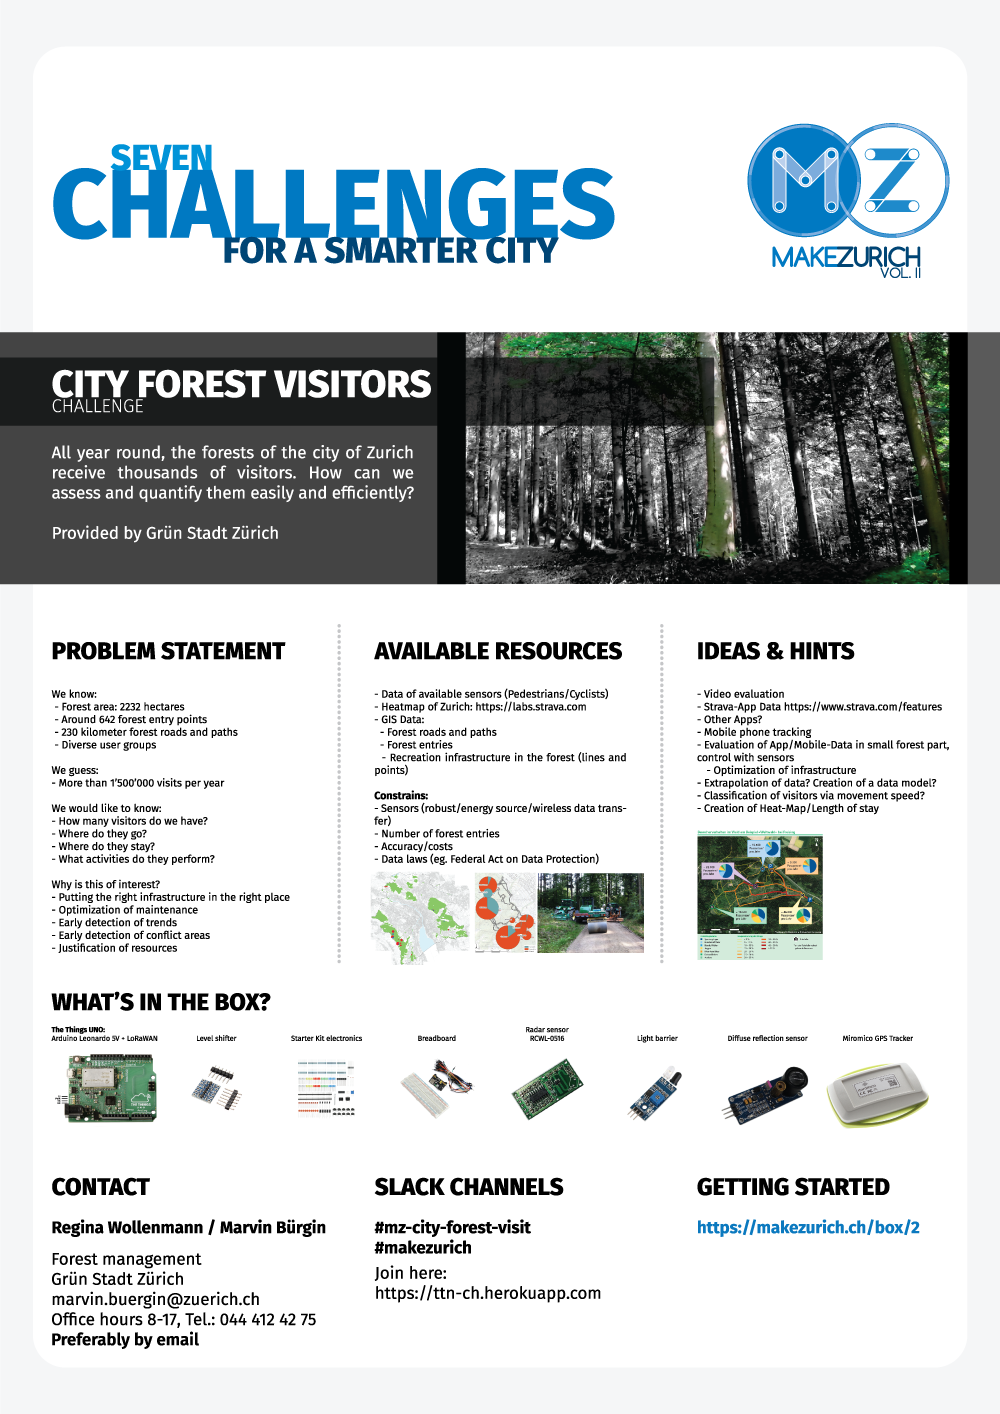 SEVEN
CHALLENGES
FOR A SMARTER CITY
MZ
MAKEZURICH
VOL. II
CITY FOREST VISITORS
CHALLENGE
All year round, the forests of the city of Zurich
receive thousands of visitors. How can we
assess and quantify them easily and efficiently?
Provided by Grün Stadt Zürich
PROBLEM STATEMENT
We know:
- Forest area: 2232 hectares
- Around 642 forest entry points
- 230 kilometer forest roads and paths
- Diverse user groups
We guess:
- More than 1'500'000 visits per year
We would like to know:
- How many visitors do we have?
- Where do they go?
- Where do they stay?
- What activities do they perform?
Why is this of interest?
- Putting the right infrastructure in the right place
- Optimization of maintenance
- Early detection of trends
- Early detection of conflict areas
- Justification of resources
AVAILABLE RESOURCES
- Data of available sensors (Pedestrians/Cyclists)
- Heatmap of Zurich: https://labs.strava.com
- GIS Data:
- Forest roads and paths
- Forest entries
- Recreation infrastructure in the forest (lines and
points)
Constrains:
- Sensors (robust/energy source/wireless data trans-
fer)
- Number of forest entries
- Accuracy/costs
- Data laws (eg. Federal Act on Data Protection)
IDEAS & HINTS
- Video evaluation
- Strava-App Data https://www.strava.com/features
- Other Apps?
- Mobile phone tracking
- Evaluation of App/Mobile-Data in small forest part,
control with sensors
- Optimization of infrastructure
- Extrapolation of data? Creation of a data model?
- Classification of visitors via movement speed?
- Creation of Heat-Map/Length of stay
WHAT'S IN THE BOX?
The Things UNO:
Arduino Leonardo 5V + LoRaWAN
Level shifter
Starter Kit electronics
Breadboard
Radar sensor
RCWL-0516
Light barrier
Diffuse reflection sensor
Miromico GPS Tracker
CONTACT
Regina Wollenmann / Marvin Bürgin
Forest management
Grün Stadt Zürich
marvin.buergin@zuerich.ch
Office hours 8-17, Tel.: 044 412 42 75
Preferably by email
SLACK CHANNELS
#mz-city-forest-visit
#makezurich
Join here:
https://ttn-ch.herokuapp.com
GETTING STARTED
https://makezurich.ch/box/2